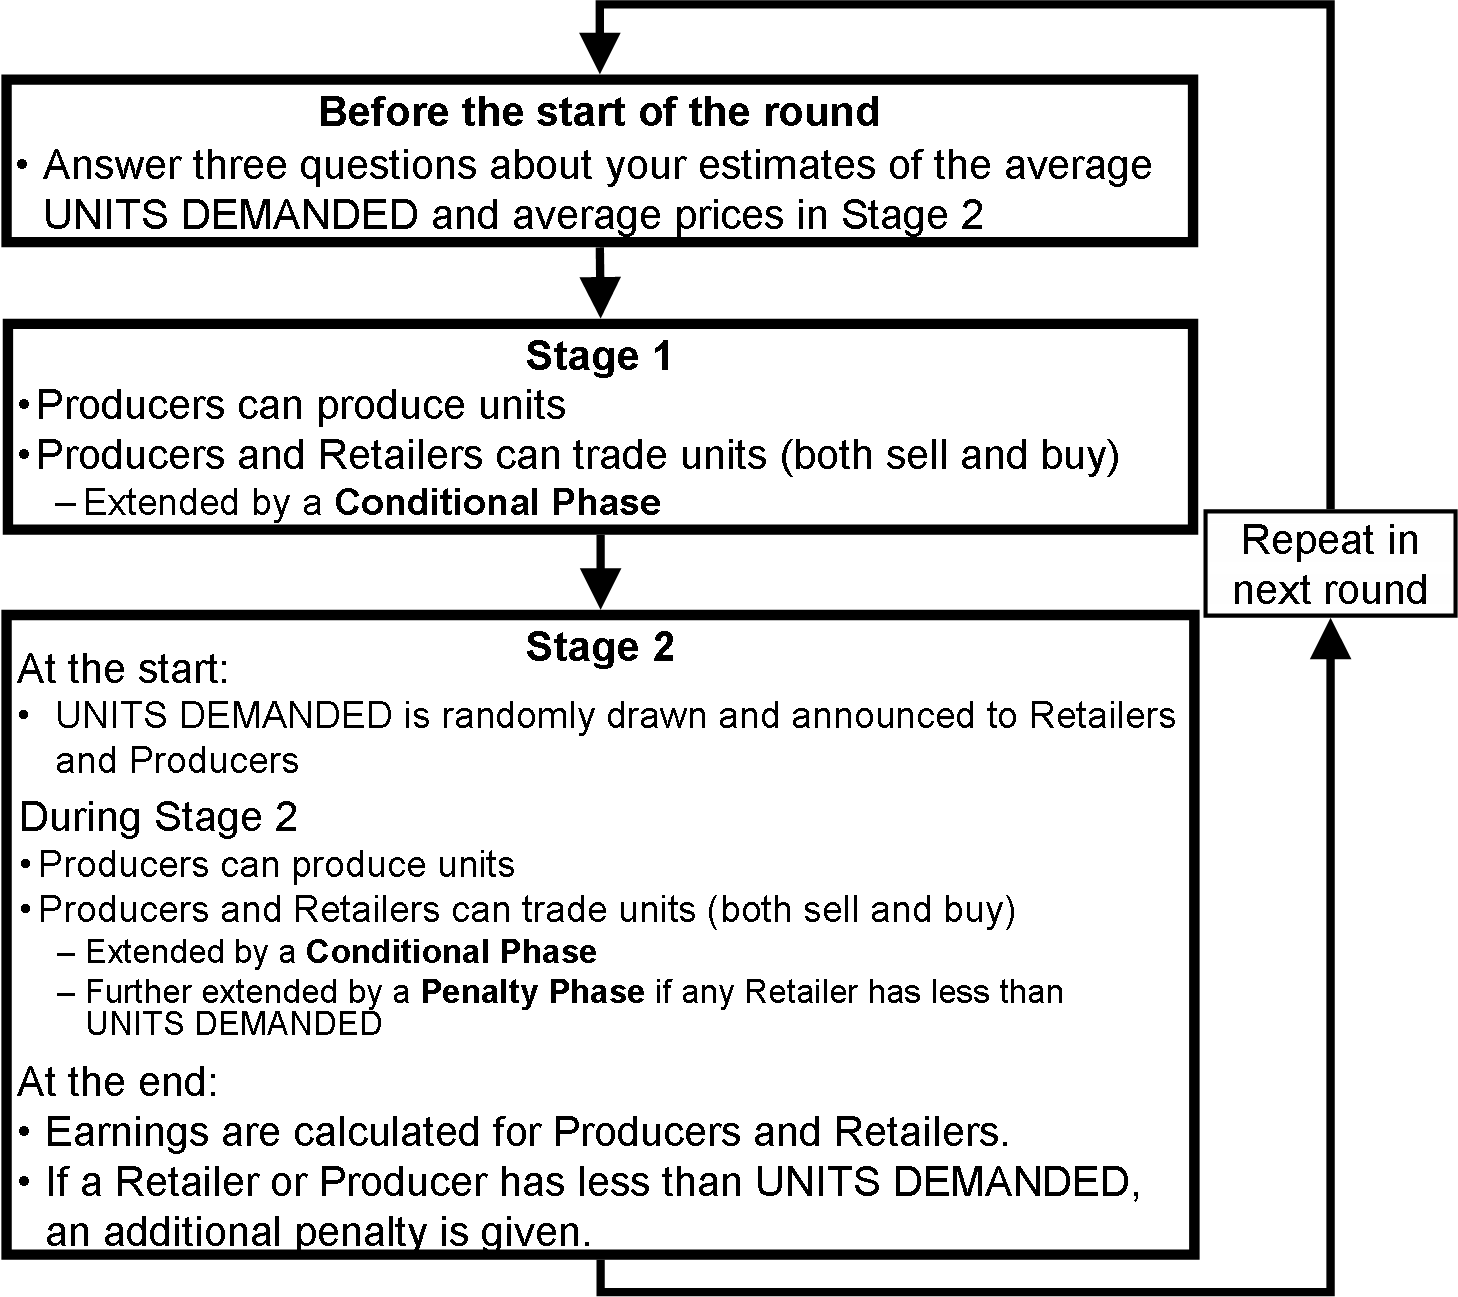 Before the start of the round
• Answer three questions about your estimates of the average
UNITS DEMANDED and average prices in Stage 2
Stage 1
• Producers can produce units
• Producers and Retailers can trade units (both sell and buy)
– Extended by a Conditional Phase
Repeat in
next round
Stage 2
At the start:
• UNITS DEMANDED is randomly drawn and announced to Retailers
and Producers
During Stage 2
• Producers can produce units
• Producers and Retailers can trade units (both sell and buy)
– Extended by a Conditional Phase
– Further extended by a Penalty Phase if any Retailer has less than
UNITS DEMANDED
At the end:
• Earnings are calculated for Producers and Retailers.
• If a Retailer or Producer has less than UNITS DEMANDED,
an additional penalty is given.